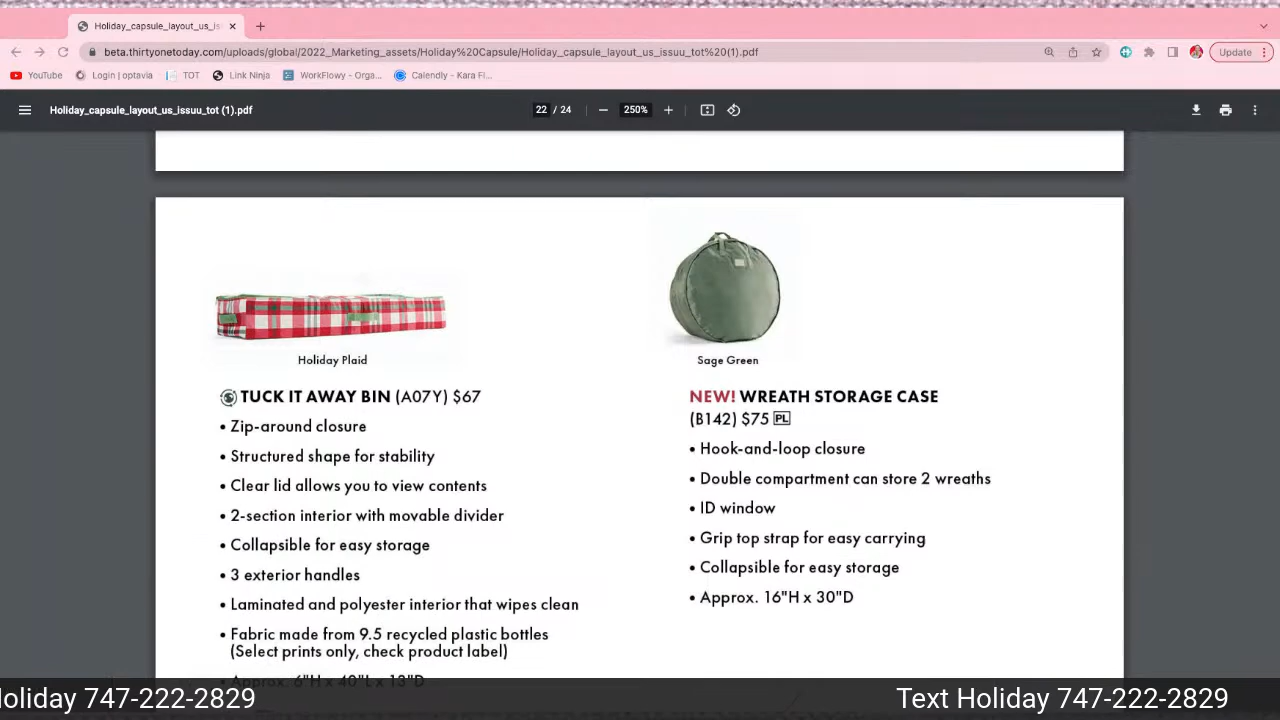 Holiday_capsule_layout_us_is
beta.thirtyonetoday.com/uploads/global/2022_Marketing_assets/Holiday%20Capsule/Holiday_capsule_layout_us_issuu_tot%20(1).pdf
Update
YouTube
Login | optavia
TOT
Link Ninja
WorkFlowy - Orga...
Calendly - Kara Fl...
Holiday_capsule_layout_us_issuu_tot (1).pdf
22 / 24
250%
Holiday Plaid
TUCK IT AWAY BIN (A07Y) $67
• Zip-around closure
• Structured shape for stability
• Clear lid allows you to view contents
• 2-section interior with movable divider
• Collapsible for easy storage
• 3 exterior handles
• Laminated and polyester interior that wipes clean
• Fabric made from 9.5 recycled plastic bottles
(Select prints only, check product label)
• Approx. 6"H x 40"L x 13"D
Sage Green
NEW! WREATH STORAGE CASE
(B142) $75 PL
• Hook-and-loop closure
• Double compartment can store 2 wreaths
• ID window
• Grip top strap for easy carrying
• Collapsible for easy storage
• Approx. 16"H x 30"D
Holiday 747-222-2829
Text Holiday 747-222-2829